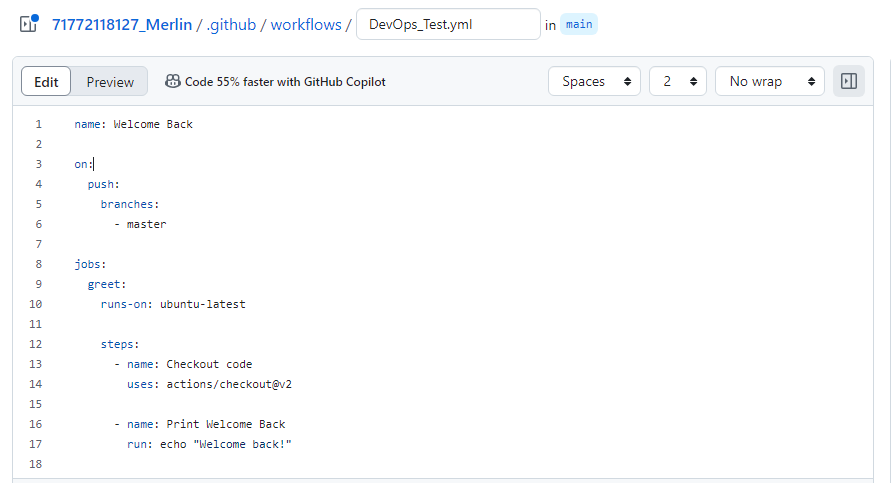 71772118127_Merlin / .github / workflows / DevOps_Test.yml in main
Edit Preview Code 55% faster with GitHub Copilot Spaces 2 No wrap
1 name: Welcome Back
2
3 on:
4 push:
5 branches:
6 - master
7
8 jobs:
9 greet:
10 runs-on: ubuntu-latest
11
12 steps:
13 - name: Checkout code
14 uses: actions/checkout@v2
15
16 - name: Print Welcome Back
17 run: echo "Welcome back!"
18